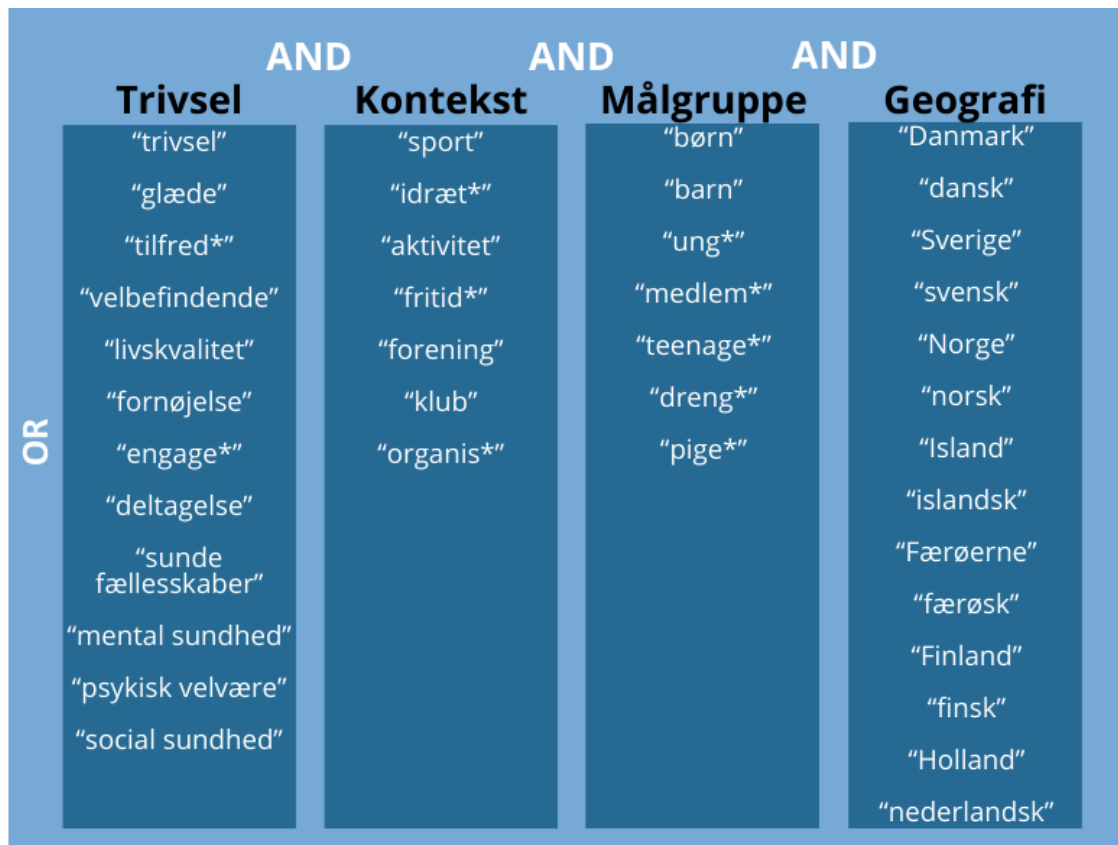 AND AND AND
Trivsel Kontekst Målgruppe Geografi
OR
“trivsel”
“glæde”
“tilfred*”
“velbefindende”
“livskvalitet”
“fornøjelse”
“engage*”
“deltagelse”
“sunde
fællesskaber”
“mental sundhed”
“psykisk velvære”
“social sundhed”
“sport”
“idræt*”
“aktivitet”
“fritid*”
“forening”
“klub”
“organis*”
“børn”
“barn”
“ung*”
“medlem*”
“teenage*”
“dreng*”
“pige*”
“Danmark”
“dansk”
“Sverige”
“svensk”
“Norge”
“norsk”
“Island”
“islandsk”
“Færøerne”
“færøsk”
“Finland”
“finsk”
“Holland”
“nederlandsk”